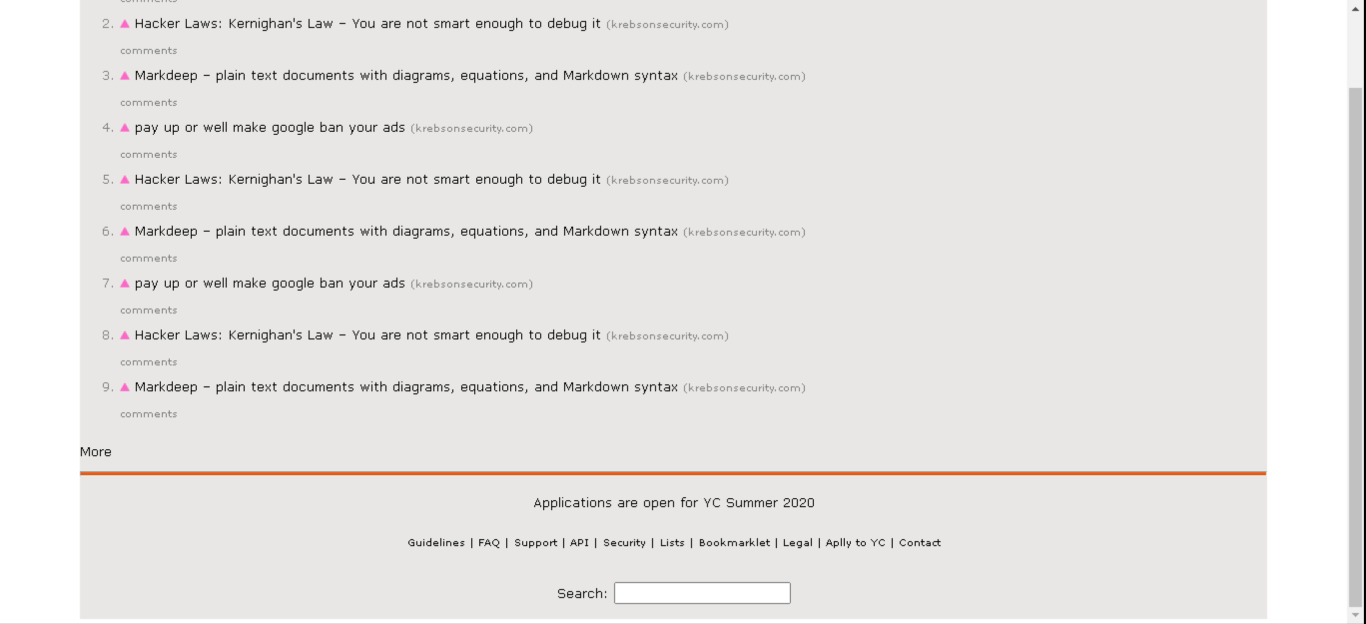 comments
2. ▲ Hacker Laws: Kernighan's Law – You are not smart enough to debug it (krebsonsecurity.com)
comments
3. ▲ Markdeep – plain text documents with diagrams, equations, and Markdown syntax (krebsonsecurity.com)
comments
4. ▲ pay up or well make google ban your ads (krebsonsecurity.com)
comments
5. ▲ Hacker Laws: Kernighan's Law – You are not smart enough to debug it (krebsonsecurity.com)
comments
6. ▲ Markdeep – plain text documents with diagrams, equations, and Markdown syntax (krebsonsecurity.com)
comments
7. ▲ pay up or well make google ban your ads (krebsonsecurity.com)
comments
8. ▲ Hacker Laws: Kernighan's Law – You are not smart enough to debug it (krebsonsecurity.com)
comments
9. ▲ Markdeep – plain text documents with diagrams, equations, and Markdown syntax (krebsonsecurity.com)
comments
More
Applications are open for YC Summer 2020
Guidelines | FAQ | Support | API | Security | Lists | Bookmarklet | Legal | Aplly to YC | Contact
Search: